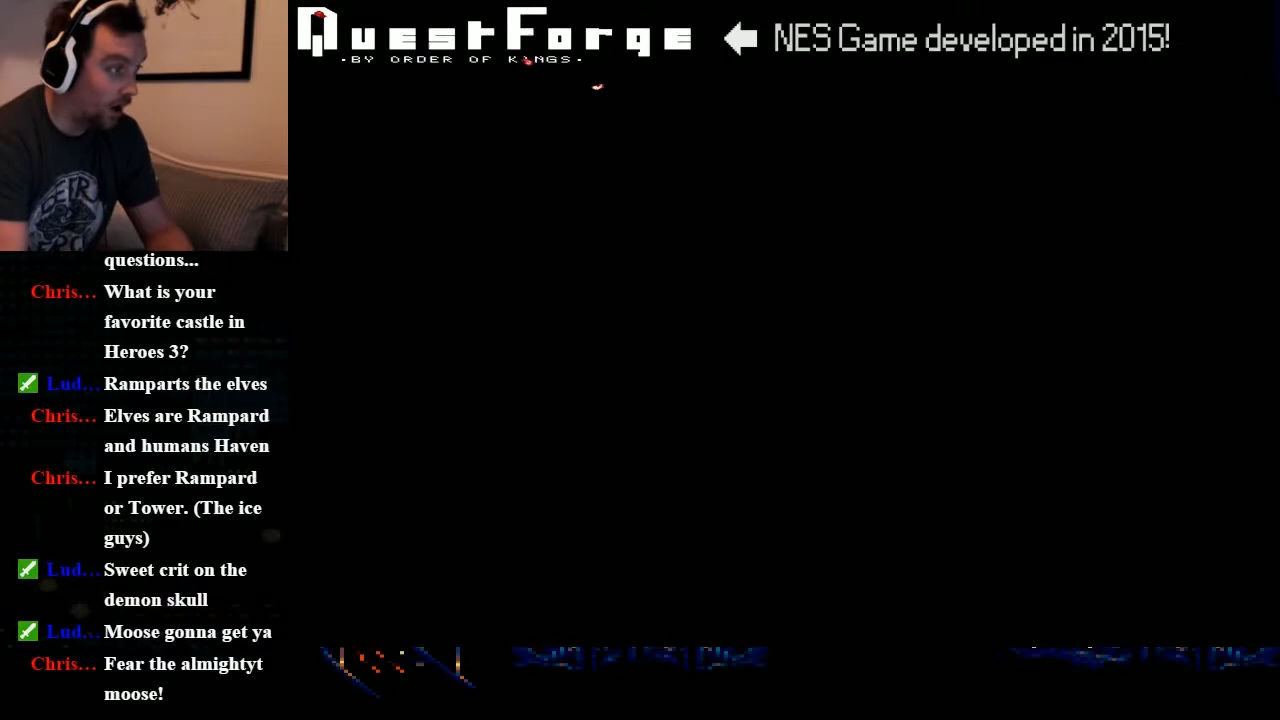 QuestForge
·BY ORDER OF KINGS·
NES Game developed in 2015!
questions...
Chris… What is your
favorite castle in
Heroes 3?
Lud… Ramparts the elves
Chris… Elves are Rampard
and humans Haven
Chris… I prefer Rampard
or Tower. (The ice
guys)
Lud… Sweet crit on the
demon skull
Lud… Moose gonna get ya
Chris… Fear the almightyt
moose!